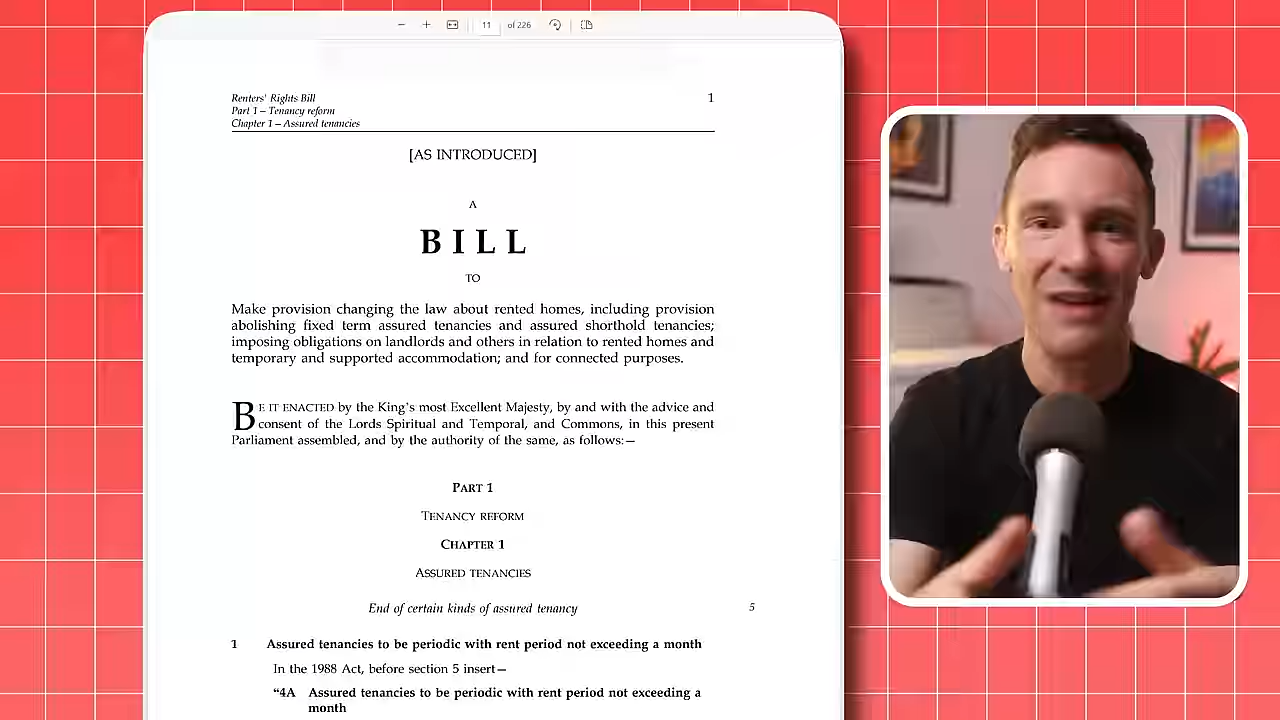 11 of 226
Renters' Rights Bill
Part 1 – Tenancy reform
Chapter 1 – Assured tenancies
1
[AS INTRODUCED]
A
BILL
TO
Make provision changing the law about rented homes, including provision
abolishing fixed term assured tenancies and assured shorthold tenancies;
imposing obligations on landlords and others in relation to rented homes and
temporary and supported accommodation; and for connected purposes.
BE IT ENACTED by the King's most Excellent Majesty, by and with the advice and
consent of the Lords Spiritual and Temporal, and Commons, in this present
Parliament assembled, and by the authority of the same, as follows:—
PART 1
TENANCY REFORM
CHAPTER 1
ASSURED TENANCIES
End of certain kinds of assured tenancy 5
1 Assured tenancies to be periodic with rent period not exceeding a month
In the 1988 Act, before section 5 insert—
“4A Assured tenancies to be periodic with rent period not exceeding a
month